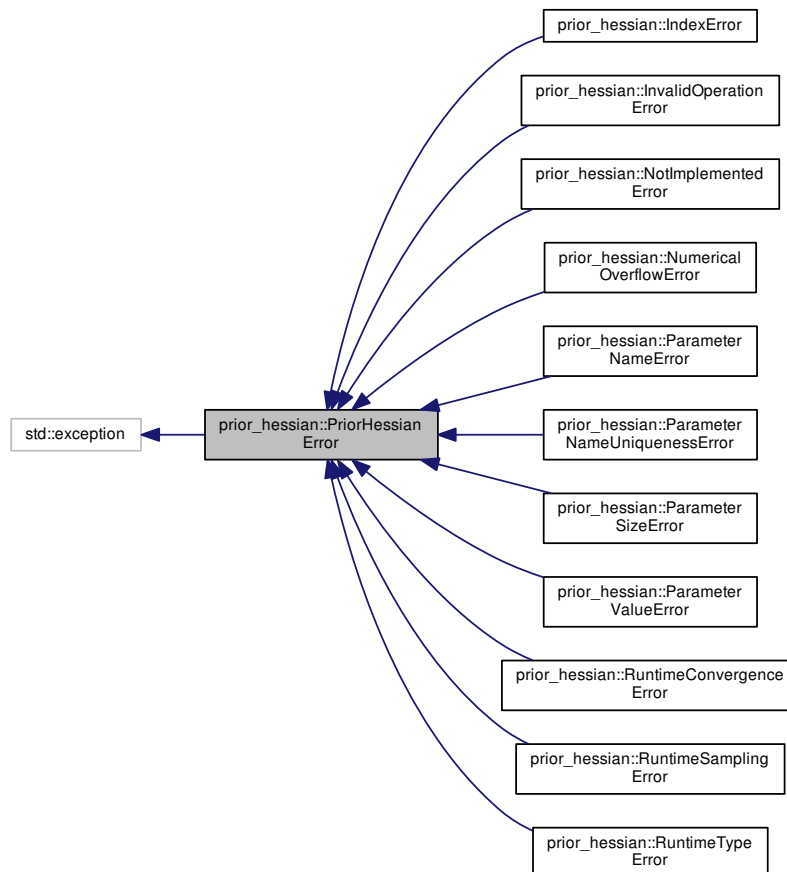 prior_hessian::IndexError
prior_hessian::InvalidOperation
Error
prior_hessian::NotImplemented
Error
prior_hessian::Numerical
OverflowError
prior_hessian::Parameter
NameError
std::exception
prior_hessian::PriorHessian
Error
prior_hessian::Parameter
NameUniquenessError
prior_hessian::Parameter
SizeError
prior_hessian::Parameter
ValueError
prior_hessian::RuntimeConvergence
Error
prior_hessian::RuntimeSampling
Error
prior_hessian::RuntimeType
Error